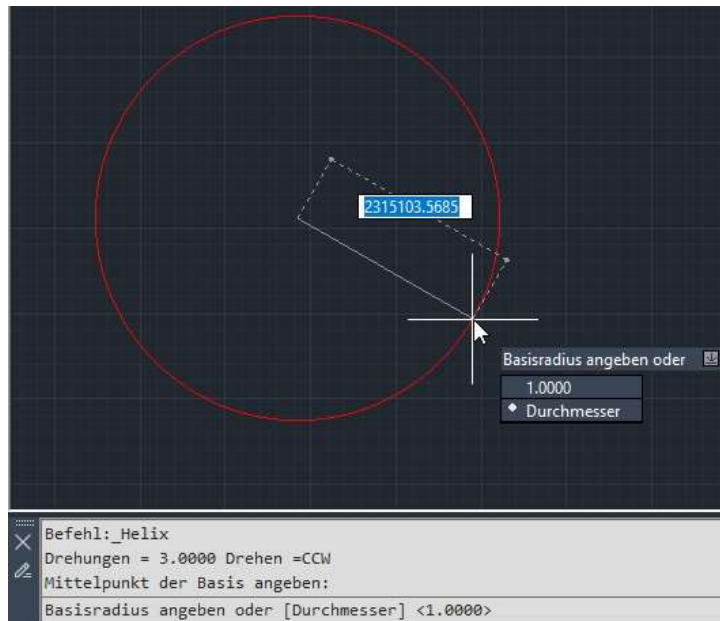 2315103.5685
Basisradius angeben oder
1.0000
Durchmesser
Befehl:_Helix
Drehungen = 3.0000 Drehen =CCW
Mittelpunkt der Basis angeben:
Basisradius angeben oder [Durchmesser] <1.0000>